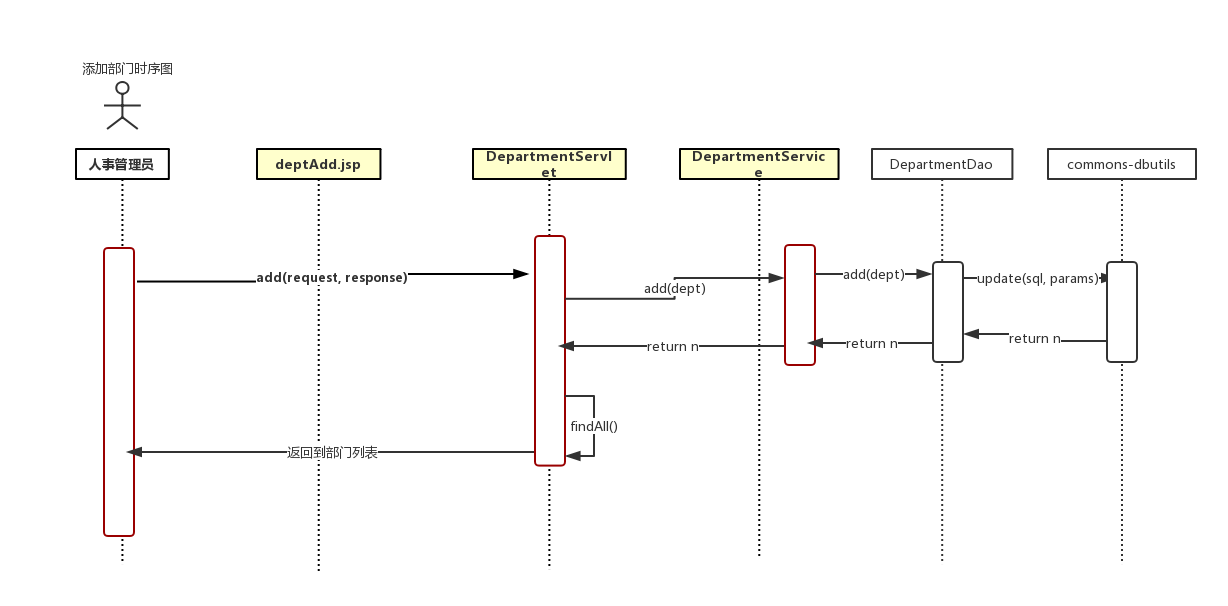 添加部门时序图
人事管理员
deptAdd.jsp
DepartmentServl
et
DepartmentServic
e
DepartmentDao
commons-dbutils
add(request, response)
add(dept)
add(dept)
update(sql, params)
return n
return n
return n
findAll()
返回到部门列表